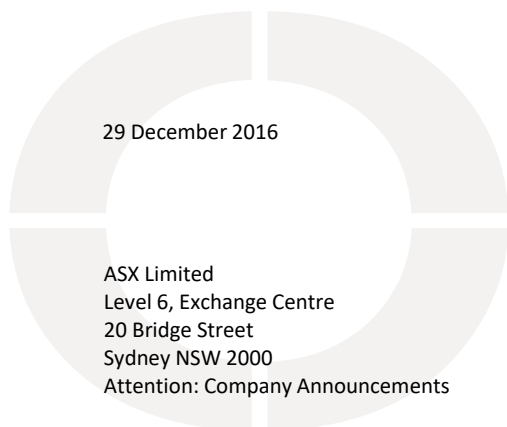 29 December 2016
ASX Limited
Level 6, Exchange Centre
20 Bridge Street
Sydney NSW 2000
Attention: Company Announcements